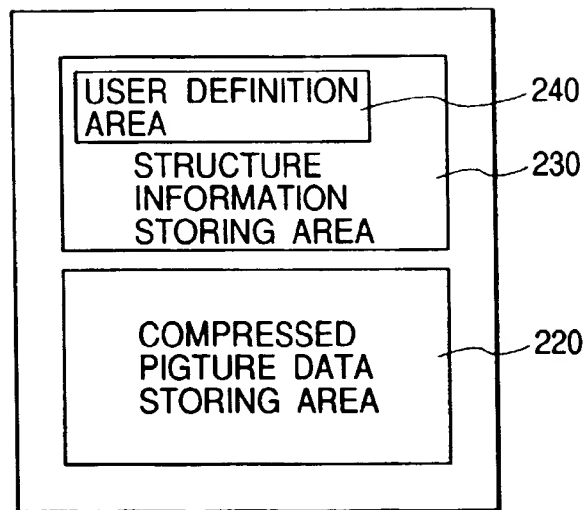 USER DEFINITION
AREA
240
STRUCTURE
INFORMATION
STORING AREA
230
COMPRESSED
PIGTURE DATA
STORING AREA
220